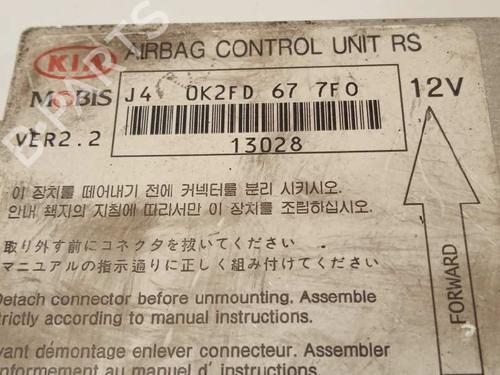 KIA AIRBAG CONTROL UNIT RS
MOBIS J4 0K2FD 67 7F0 12V
VER2.2 13028
이 장치를 떼어내기 전에 커넥터를 분리 시키시오.
안내 책자의 지침에 따라서만 이 장치를 조립하십시오.
取り外す前にコネクタを抜いてください
マニュアルの指示通りに正しく組み付けてください
Detach connector before unmounting. Assemble
strictly according to manual instructions.
avant démontage enlever connecteur. Assembler
conformement au manuel d'instructions.
FORWARD
B-PARTS